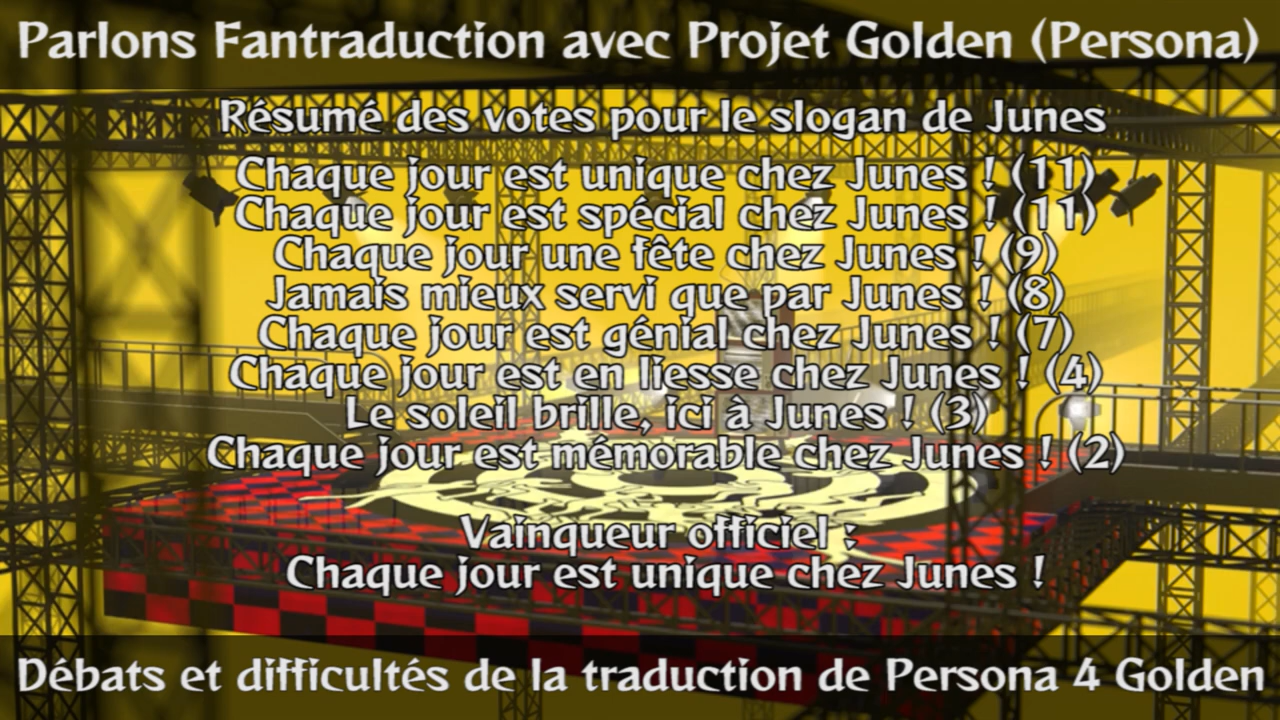 Parlons Fantraduction avec Projet Golden (Persona)
Résumé des votes pour le slogan de Junes
Chaque jour est unique chez Junes ! (11)
Chaque jour est spécial chez Junes ! (11)
Chaque jour une fête chez Junes ! (9)
Jamais mieux servi que par Junes ! (8)
Chaque jour est génial chez Junes ! (7)
Chaque jour est en liesse chez Junes ! (4)
Le soleil brille, ici à Junes ! (3)
Chaque jour est mémorable chez Junes ! (2)
Vainqueur officiel :
Chaque jour est unique chez Junes !
Débats et difficultés de la traduction de Persona 4 Golden